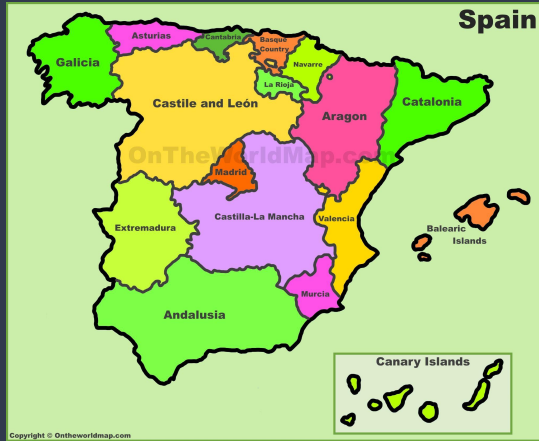 Spain
Asturias
Cantabria
Basque
Country
Galicia
Navarre
La Rioja
Castile and León
Catalonia
Aragon
OnTheWorldMap.com
Madrid
Castilla-La Mancha
Valencia
Extremadura
Balearic
Islands
Murcia
Andalusia
Canary Islands
Copyright © Ontheworldmap.com